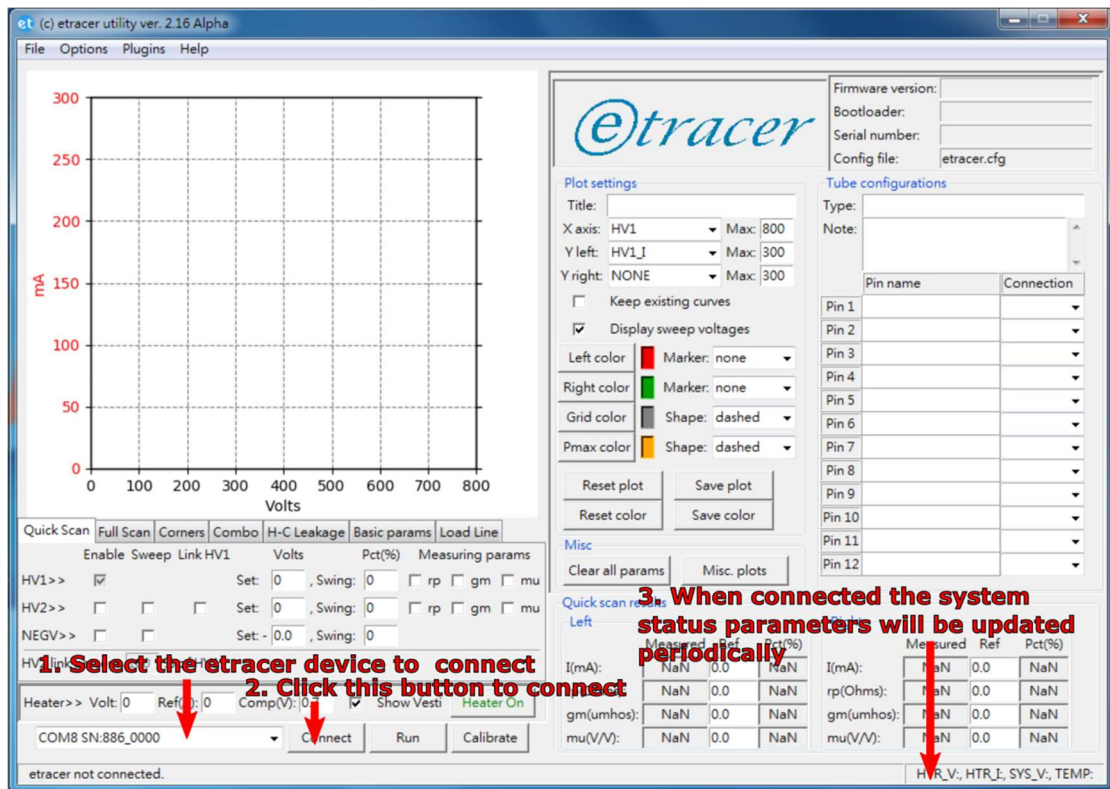 (c) etracer utility ver. 2.16 Alpha
File Options Plugins Help
300
250
200
150
100
50
0
mA
0 100 200 300 400 500 600 700 800
Volts
etracer
Firmware version:
Bootloader:
Serial number:
Config file: etracer.cfg
Plot settings
Title:
X axis: HV1 Max: 800
Y left: HV1_I Max: 300
Y right: NONE Max: 300
Keep existing curves
Display sweep voltages
Left color Marker: none
Right color Marker: none
Grid color Shape: dashed
Pmax color Shape: dashed
Reset plot Save plot
Reset color Save color
Misc
Clear all params Misc. plots
Tube configurations
Type:
Note:
Pin name Connection
Pin 1
Pin 2
Pin 3
Pin 4
Pin 5
Pin 6
Pin 7
Pin 8
Pin 9
Pin 10
Pin 11
Pin 12
Quick Scan Full Scan Corners Combo H-C Leakage Basic params Load Line
Enable Sweep Link HV1 Volts Pct(%) Measuring params
HV1>> Set: 0 , Swing: 0 rp gm mu
HV2>> Set: 0 , Swing: 0 rp gm mu
NEGV>> Set: - 0.0 , Swing: 0
1. Select the etracer device to connect
2. Click this button to connect
Heater>> Volt: 0 0 Comp(V): Show Vesti Heater On
COM8 SN:886_0000 Connect Run Calibrate
Quick scan results
Left
3. When connected the system
status parameters will be updated
periodically
Measured Ref Pct(%)
I(mA): NaN 0.0 NaN
NaN 0.0 NaN
gm(umhos): NaN 0.0 NaN
mu(V/V): NaN 0.0 NaN
Measured Ref Pct(%)
I(mA): NaN 0.0 NaN
rp(Ohms): NaN 0.0 NaN
gm(umhos): NaN 0.0 NaN
mu(V/V): NaN 0.0 NaN
etracer not connected.
HTR_V:, HTR_I:, SYS_V:, TEMP: